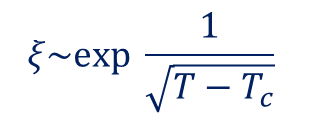 ξ~exp 1/√(T − T_c)